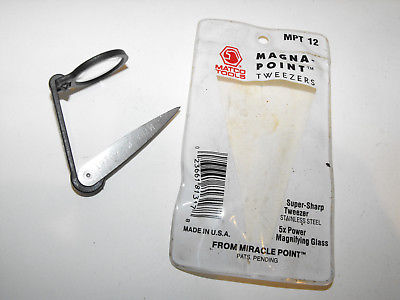 MPT 12
MATCO
TOOLS
MAGNA-
POINT™
TWEEZERS
Super-Sharp
Tweezer
STAINLESS STEEL
5x Power
Magnifying Glass
MADE IN U.S.A.
FROM MIRACLE POINT™
PATS. PENDING